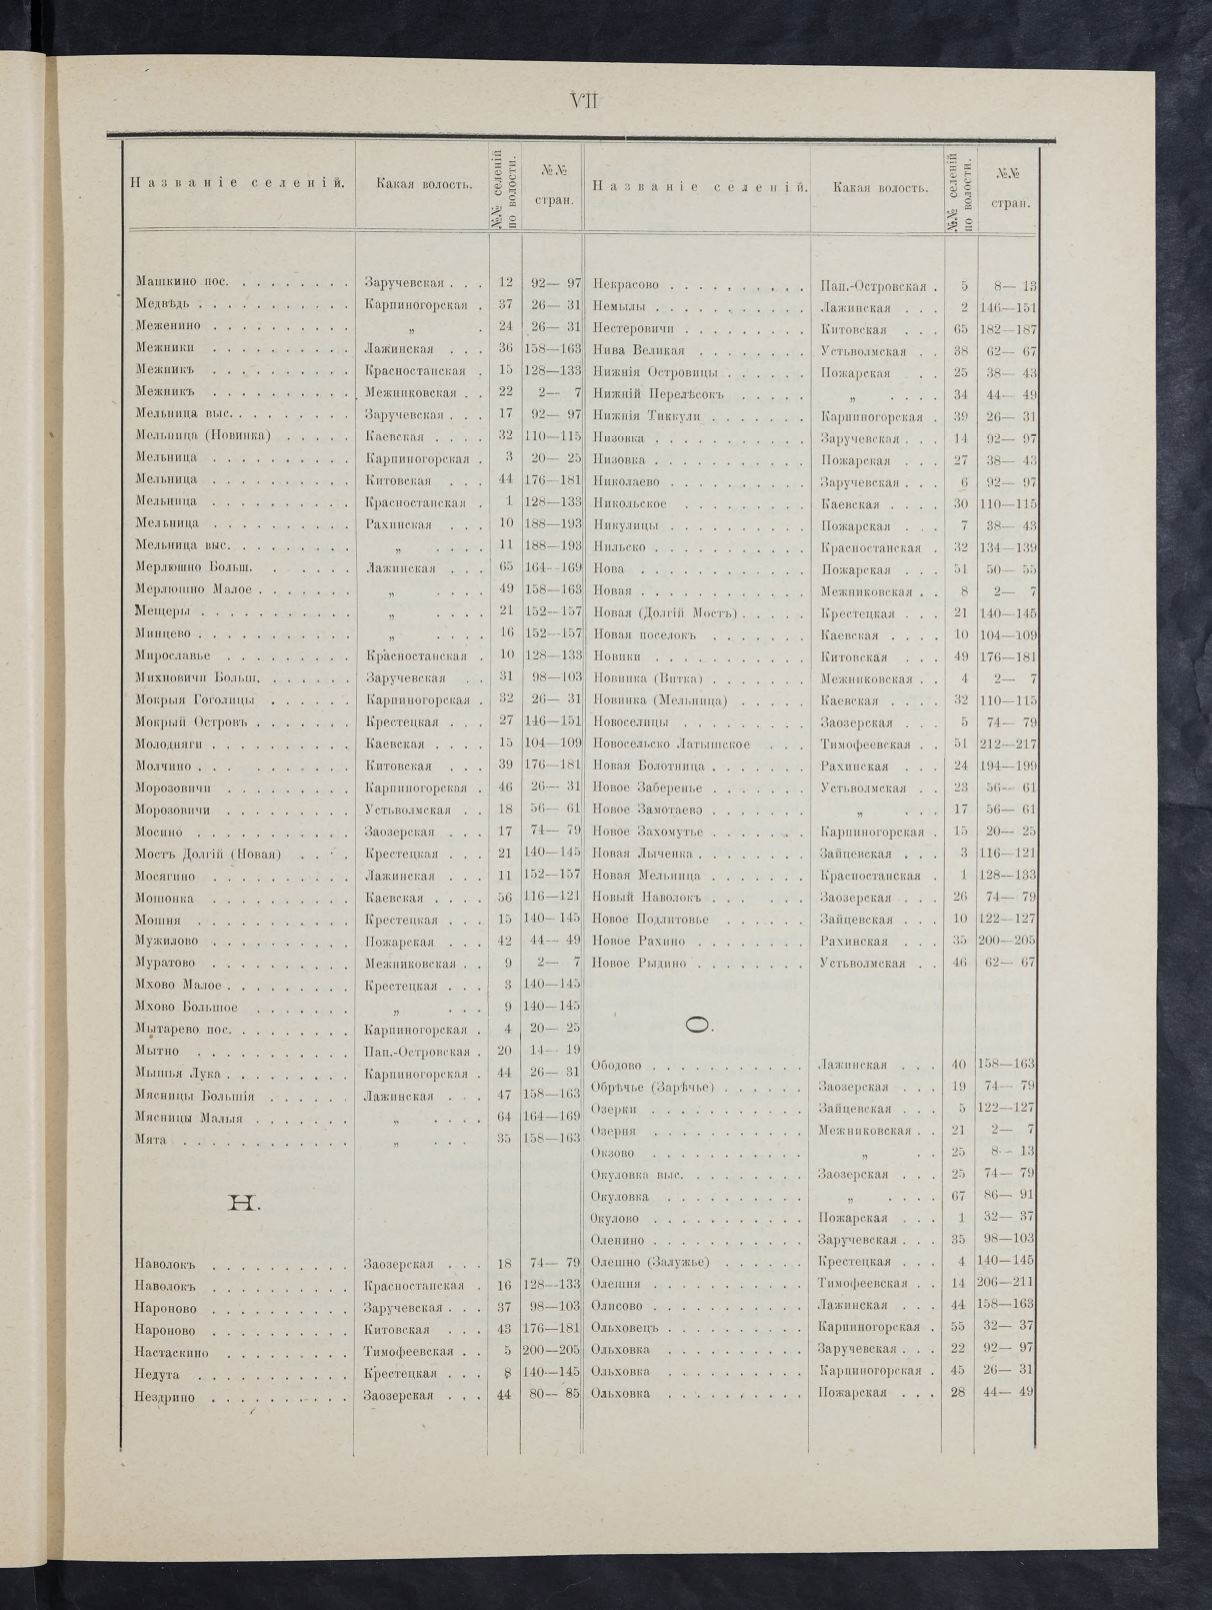 VII
Названіе селеній. Какая волость. №№ селеній по волости. №№ стран.
Машкино пос. Заручевская 12 92— 97
Медвѣдь Карпиногорская 37 26— 31
Меженино „ 24 26— 31
Межники Лажинская 36 158—163
Межникъ Красностанская 15 128—133
Межникъ Межниковская 22 2— 7
Мельница выс. Заручевская 17 92— 97
Мельница (Новинка) Каевская 32 110—115
Мельница Карпиногорская 3 20— 25
Мельница Китовская 44 176—181
Мельница Красностанская 1 128—133
Мельница Рахинская 10 188—193
Мельница выс. „ 11 188—193
Мерлюшно Больш. Лажинская 65 164—169
Мерлюшно Малое „ 49 158—163
Мещеры „ 21 152—157
Минцево „ 16 152—157
Мирославье Красностанская 10 128—133
Михновичи Больш. Заручевская 31 98—103
Мокрыя Гоголицы Карпиногорская 32 26— 31
Мокрый Островъ Крестецкая 27 146—151
Молодняги Каевская 15 104—109
Молчино Китовская 39 176—181
Морозовичи Карпиногорская 46 26— 31
Морозовичи Устьволмская 18 56— 61
Мосино Заозерская 17 74— 79
Мостъ Долгій (Новая) Крестецкая 21 140—145
Мосягино Лажинская 11 152—157
Мошонка Каевская 56 116—121
Мошня Крестецкая 15 140—145
Мужилово Пожарская 42 44— 49
Муратово Межниковская 9 2— 7
Мхово Малое Крестецкая 3 140—145
Мхово Большое „ 9 140—145
Мытарево пос. Карпиногорская 4 20— 25
Мытно Пап.-Островская 20 14— 19
Мышья Лука Карпиногорская 44 26— 31
Мясницы Большія Лажинская 47 158—163
Мясницы Малыя „ 64 164—169
Мята „ 35 158—163
Н.
Наволокъ Заозерская 18 74— 79
Наволокъ Красностанская 16 128—133
Нароново Заручевская 37 98—103
Нароново Китовская 43 176—181
Настаскино Тимофеевская 5 200—205
Недута Крестецкая 8 140—145
Нездрино Заозерская 44 80— 85
Названіе селеній. Какая волость. №№ селеній по волости. №№ стран.
Некрасово Пап.-Островская 5 8— 13
Немылы Лажинская 2 146—151
Нестеровичи Китовская 65 182—187
Нива Великая Устьволмская 38 62— 67
Нижнія Островицы Пожарская 25 38— 43
Нижній Перелѣсокъ „ 34 44— 49
Нижнія Тиккули Карпиногорская 39 26— 31
Низовка Заручевская 14 92— 97
Низовка Пожарская 27 38— 43
Николаево Заручевская 6 92— 97
Никольское Каевская 30 110—115
Никулицы Пожарская 7 38— 43
Нильско Красностанская 32 134—139
Нова Пожарская 51 50— 55
Новая Межниковская 8 2— 7
Новая (Долгій Мостъ) Крестецкая 21 140—145
Новая поселокъ Каевская 10 104—109
Новики Китовская 49 176—181
Новинка (Витка) Межниковская 4 2— 7
Новинка (Мельница) Каевская 32 110—115
Новоселицы Заозерская 5 74— 79
Новосельско Латышское Тимофеевская 51 212—217
Новая Болотница Рахинская 24 194—199
Новое Заберенье Устьволмская 23 56— 61
Новое Замотаево „ 17 56— 61
Новое Захомутье Карпиногорская 15 20— 25
Новая Лыченка Зайцевская 3 116—121
Новая Мельница Красностанская 1 128—133
Новый Наволокъ Заозерская 26 74— 79
Новое Подлитовье Зайцевская 10 122—127
Новое Рахино Рахинская 35 200—205
Новое Рыдино Устьволмская 46 62— 67
О.
Ободово Лажинская 40 158—163
Обрѣчье (Зарѣчье) Заозерская 19 74— 79
Озерки Зайцевская 5 122—127
Озерия Межниковская 21 2— 7
Окзово „ 25 8— 13
Окуловка выс. Заозерская 25 74— 79
Окуловка „ 67 86— 91
Окулово Пожарская 1 32— 37
Оленино Заручевская 35 98—103
Олешно (Залужье) Крестецкая 4 140—145
Олешня Тимофеевская 14 206—211
Олисово Лажинская 44 158—163
Ольховецъ Карпиногорская 55 32— 37
Ольховка Заручевская 22 92— 97
Ольховка Карпиногорская 45 26— 31
Ольховка Пожарская 28 44— 49